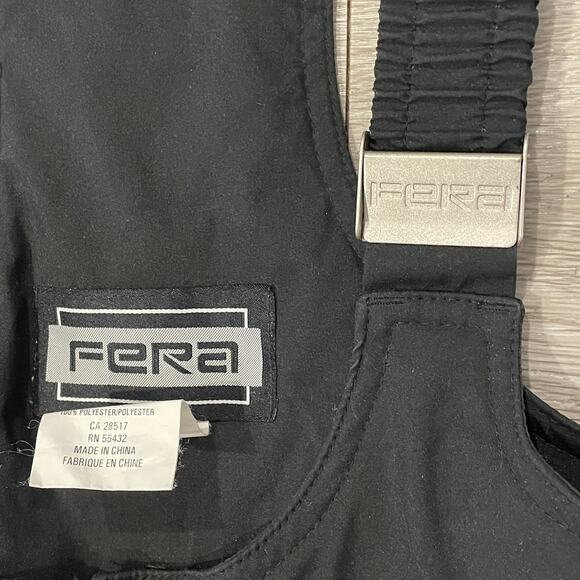 FERA
FERA
100% POLYESTER/POLYESTER
CA 28517
RN 55432
MADE IN CHINA
FABRIQUE EN CHINE